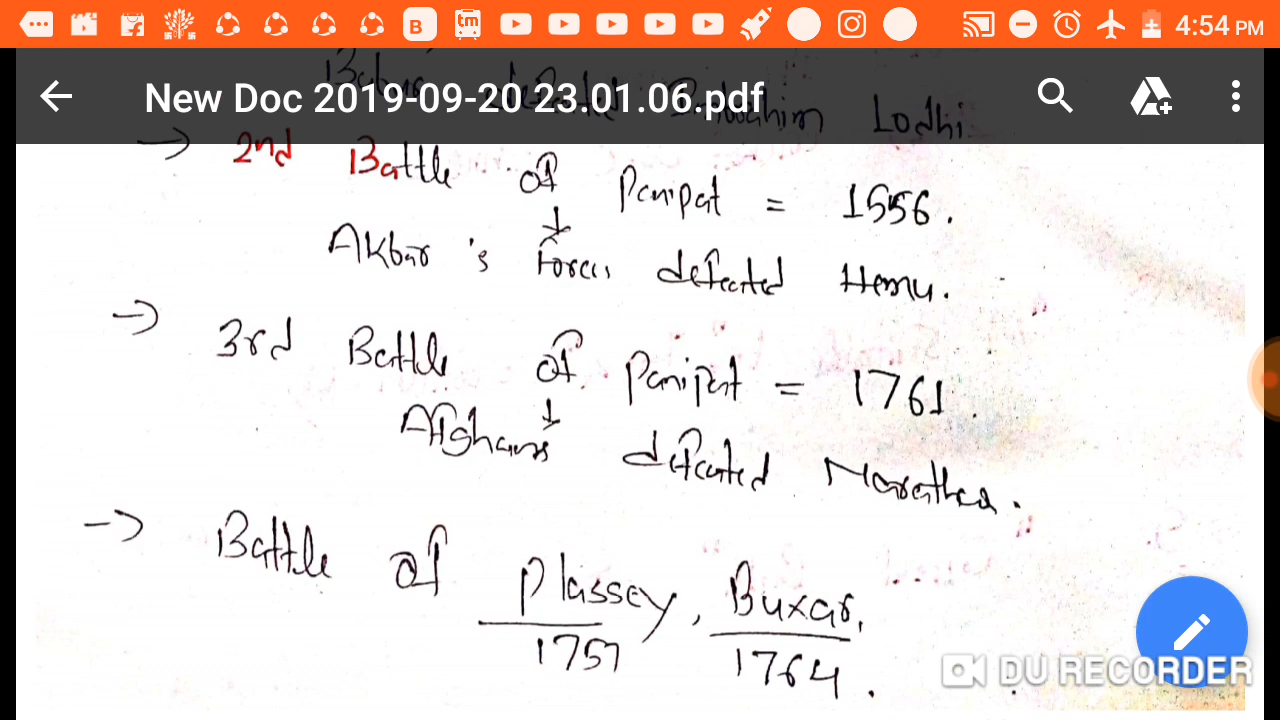 B tm 4:54 PM
New Doc 2019-09-20 23.01.06.pdf
Lodhi
→ 2nd Battle of Panipat = 1556.
Akbar's forces defeated Hemu.
→ 3rd Battle of Panipat = 1761.
Afghans defeated Marathas.
→ Battle of Plassey, Buxar.
1757 1764.
DU RECORDER